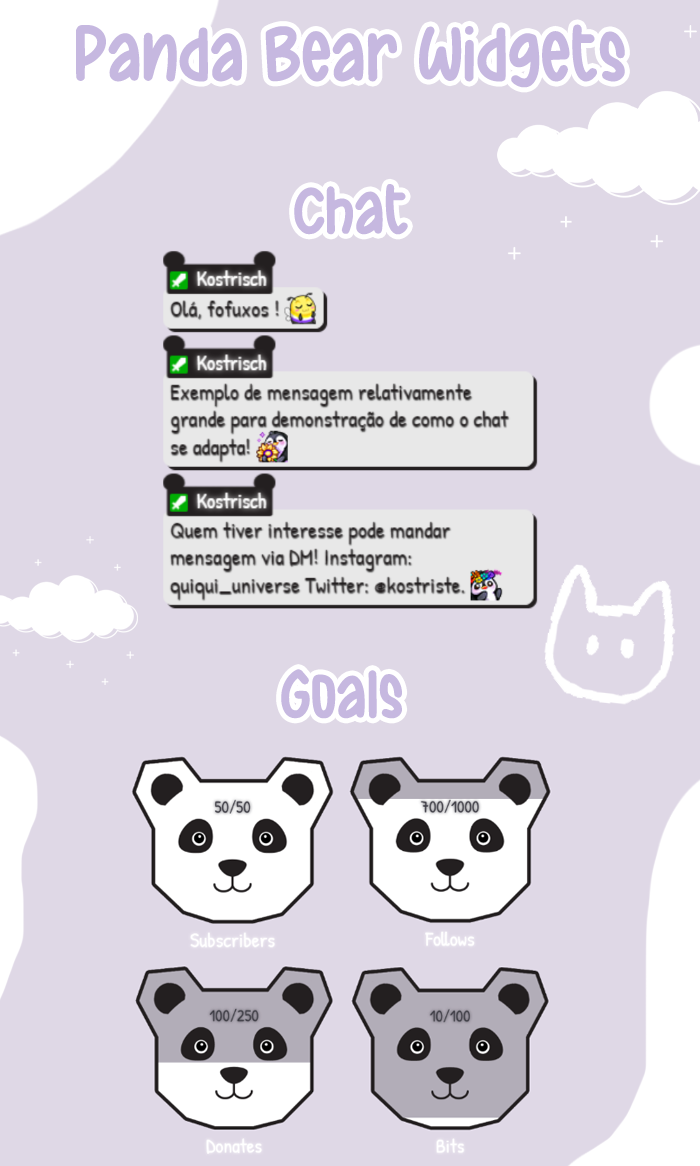 Panda Bear Widgets
Chat
Kostrisch
Olá, fofuxos !
Kostrisch
Exemplo de mensagem relativamente
grande para demonstração de como o chat
se adapta!
Kostrisch
Quem tiver interesse pode mandar
mensagem via DM! Instagram:
quiqui_universe Twitter: @kostriste.
Goals
50/50
700/1000
Subscribers
Follows
100/250
10/100
Donates
Bits